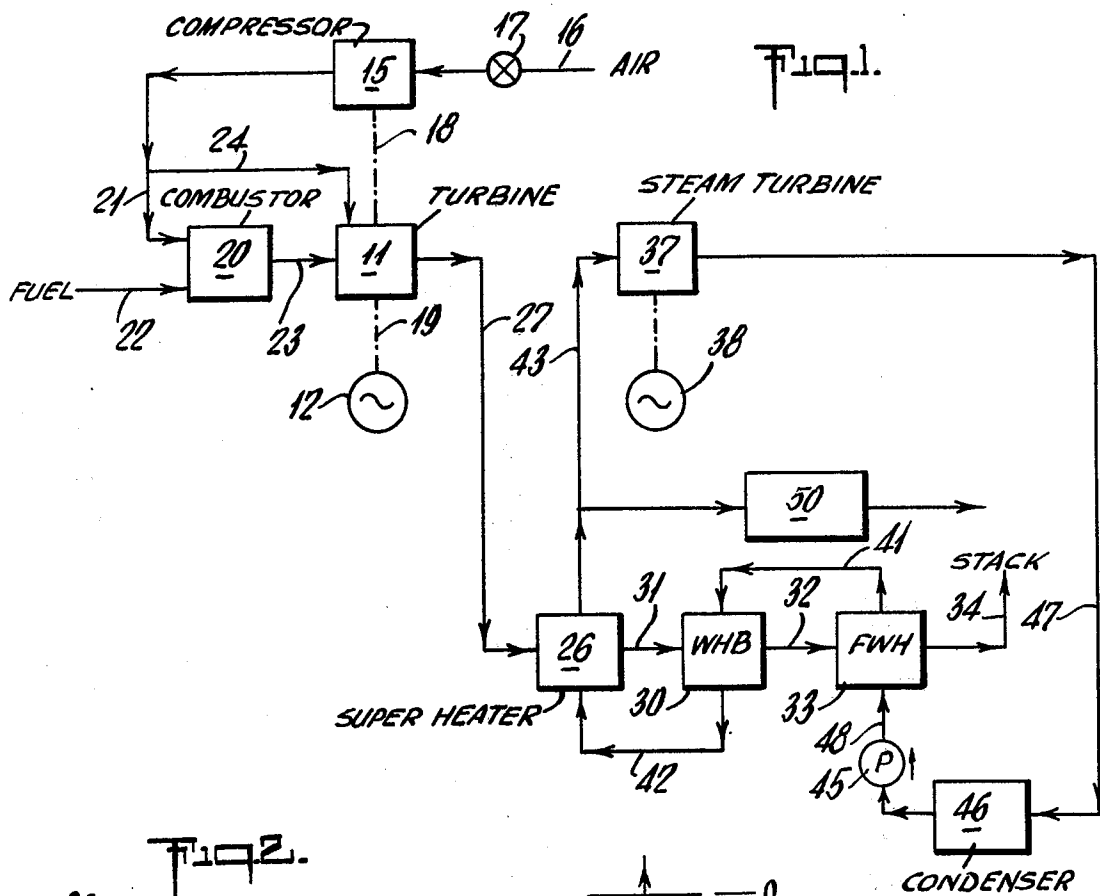 COMPRESSOR
17
16
AIR
Fig.1.
15
18
24
21
COMBUSTOR
TURBINE
STEAM TURBINE
20
11
37
FUEL
22
23
19
27
43
38
12
50
41
STACK
31
32
34
47
26
WHB
FWH
SUPER HEATER
30
33
48
42
45
P
46
Fig.2.
CONDENSER